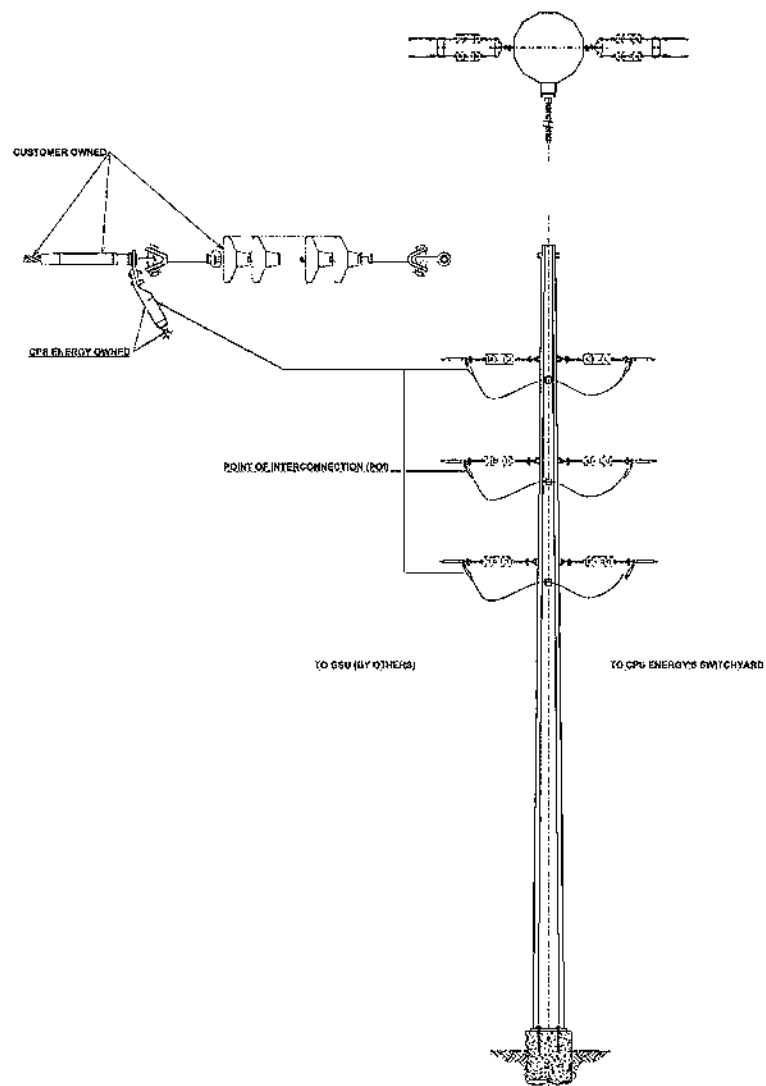 CUSTOMER OWNED
CPS ENERGY OWNED
POINT OF INTERCONNECTION (POI)
TO GSU (BY OTHERS)
TO CPS ENERGY'S SWITCHYARD